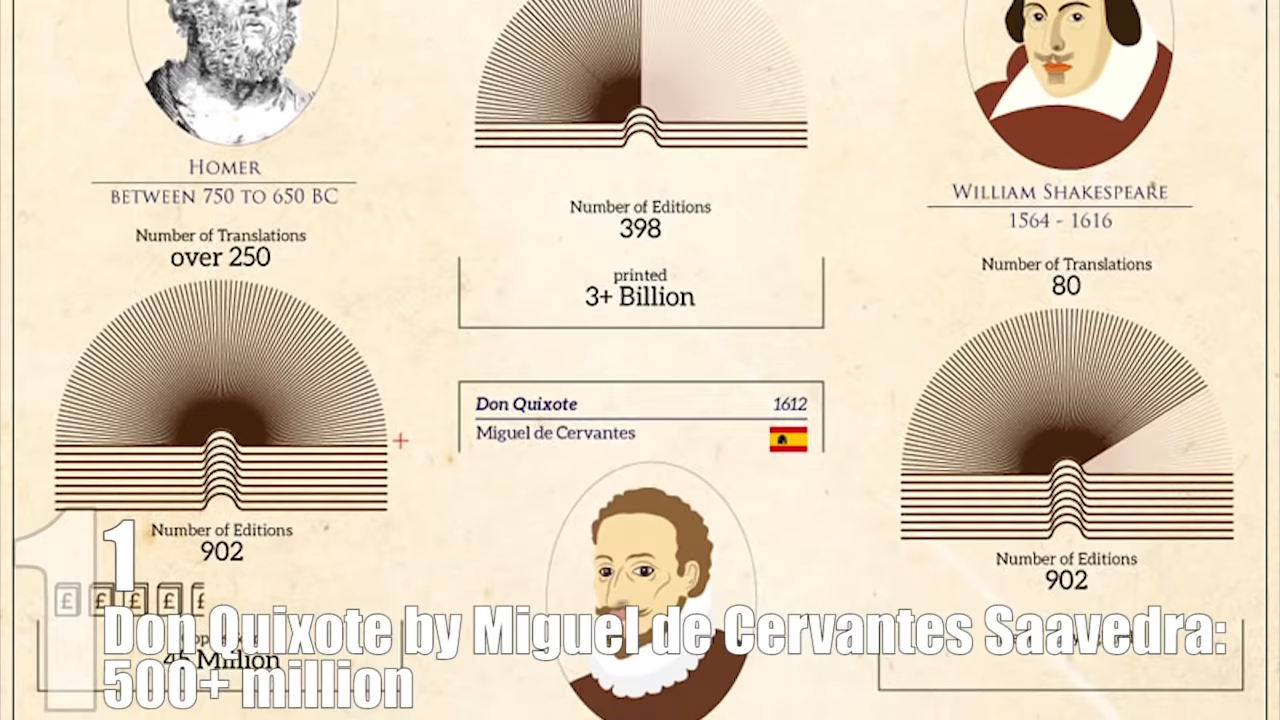 HOMER
BETWEEN 750 TO 650 BC
Number of Translations
over 250
Number of Editions
902
£ £ £ £ £
Million
Number of Editions
398
printed
3+ Billion
Don Quixote 1612
Miguel de Cervantes
WILLIAM SHAKESPEARE
1564 - 1616
Number of Translations
80
Number of Editions
902
1
1
Don Quixote by Miguel de Cervantes Saavedra:
500+ million